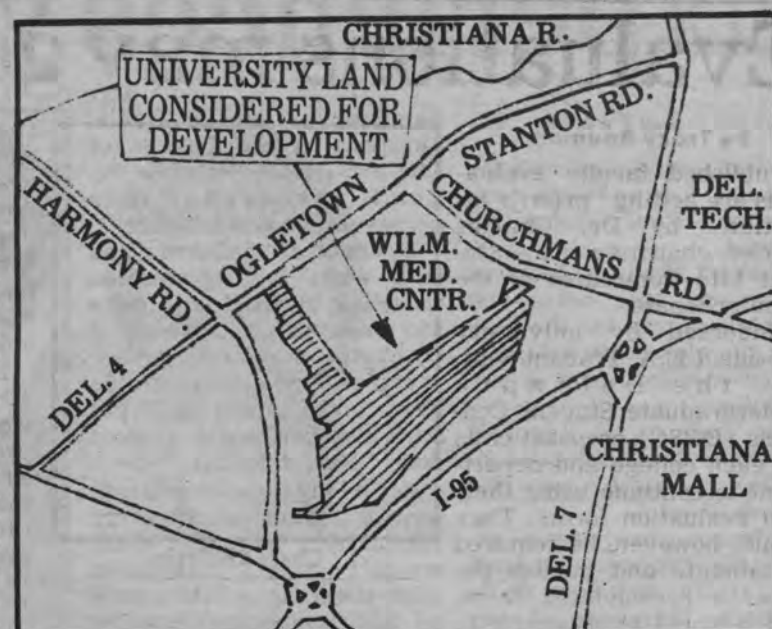 CHRISTIANA R.
UNIVERSITY LAND
CONSIDERED FOR
DEVELOPMENT
STANTON RD.
OGLETOWN
HARMONY RD.
CHURCHMANS
RD.
DEL.
TECH.
WILM.
MED.
CNTR.
DEL. 4
CHRISTIANA
MALL
I-95
DEL. 7